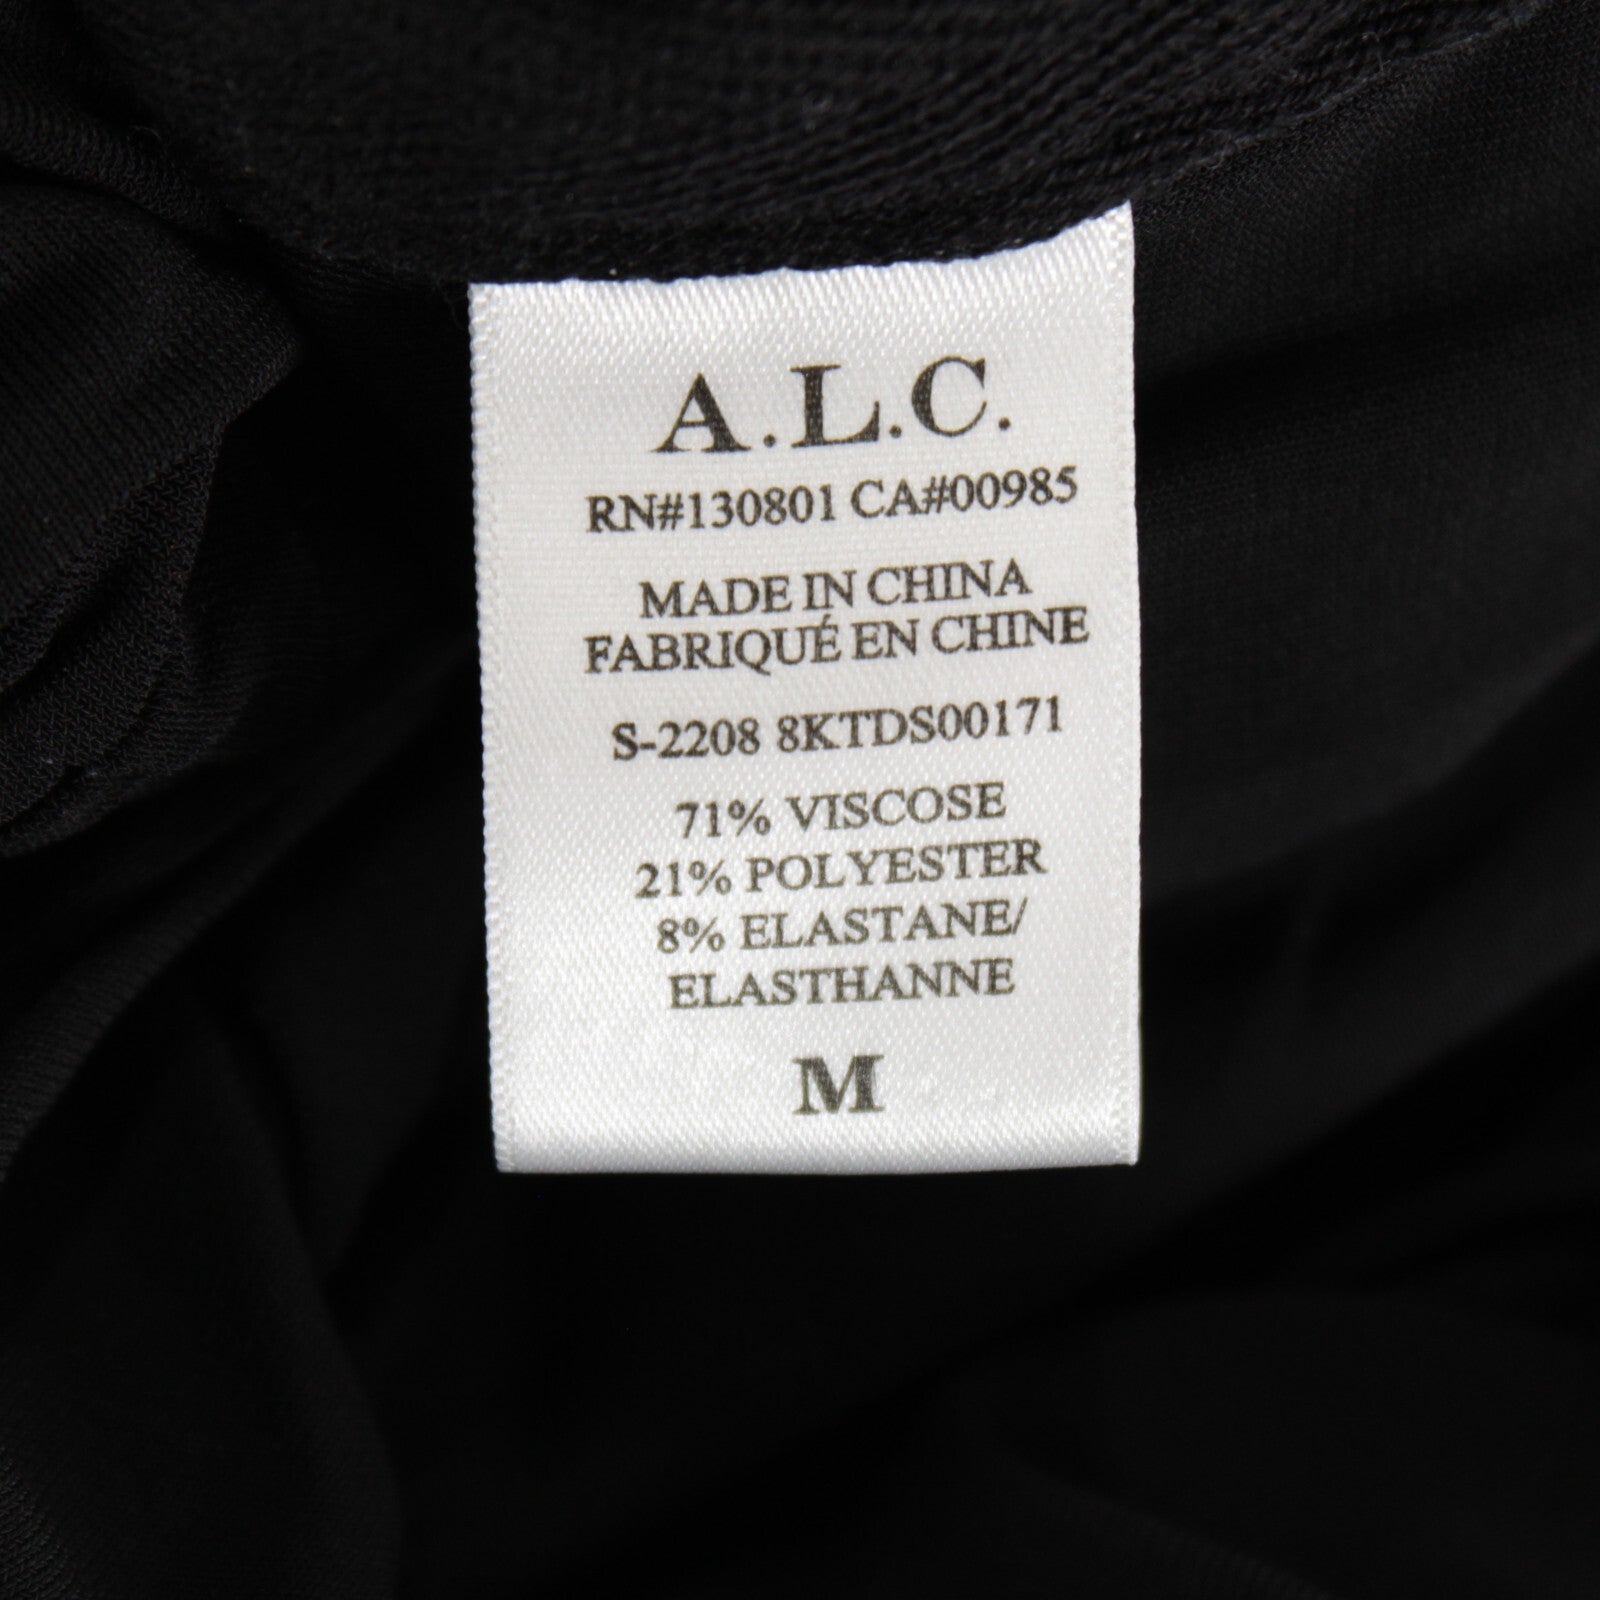 A.L.C.
RN#130801 CA#00985
MADE IN CHINA
FABRIQUÉ EN CHINE
S-2208 8KTDS00171
71% VISCOSE
21% POLYESTER
8% ELASTANE/
ELASTHANNE
M